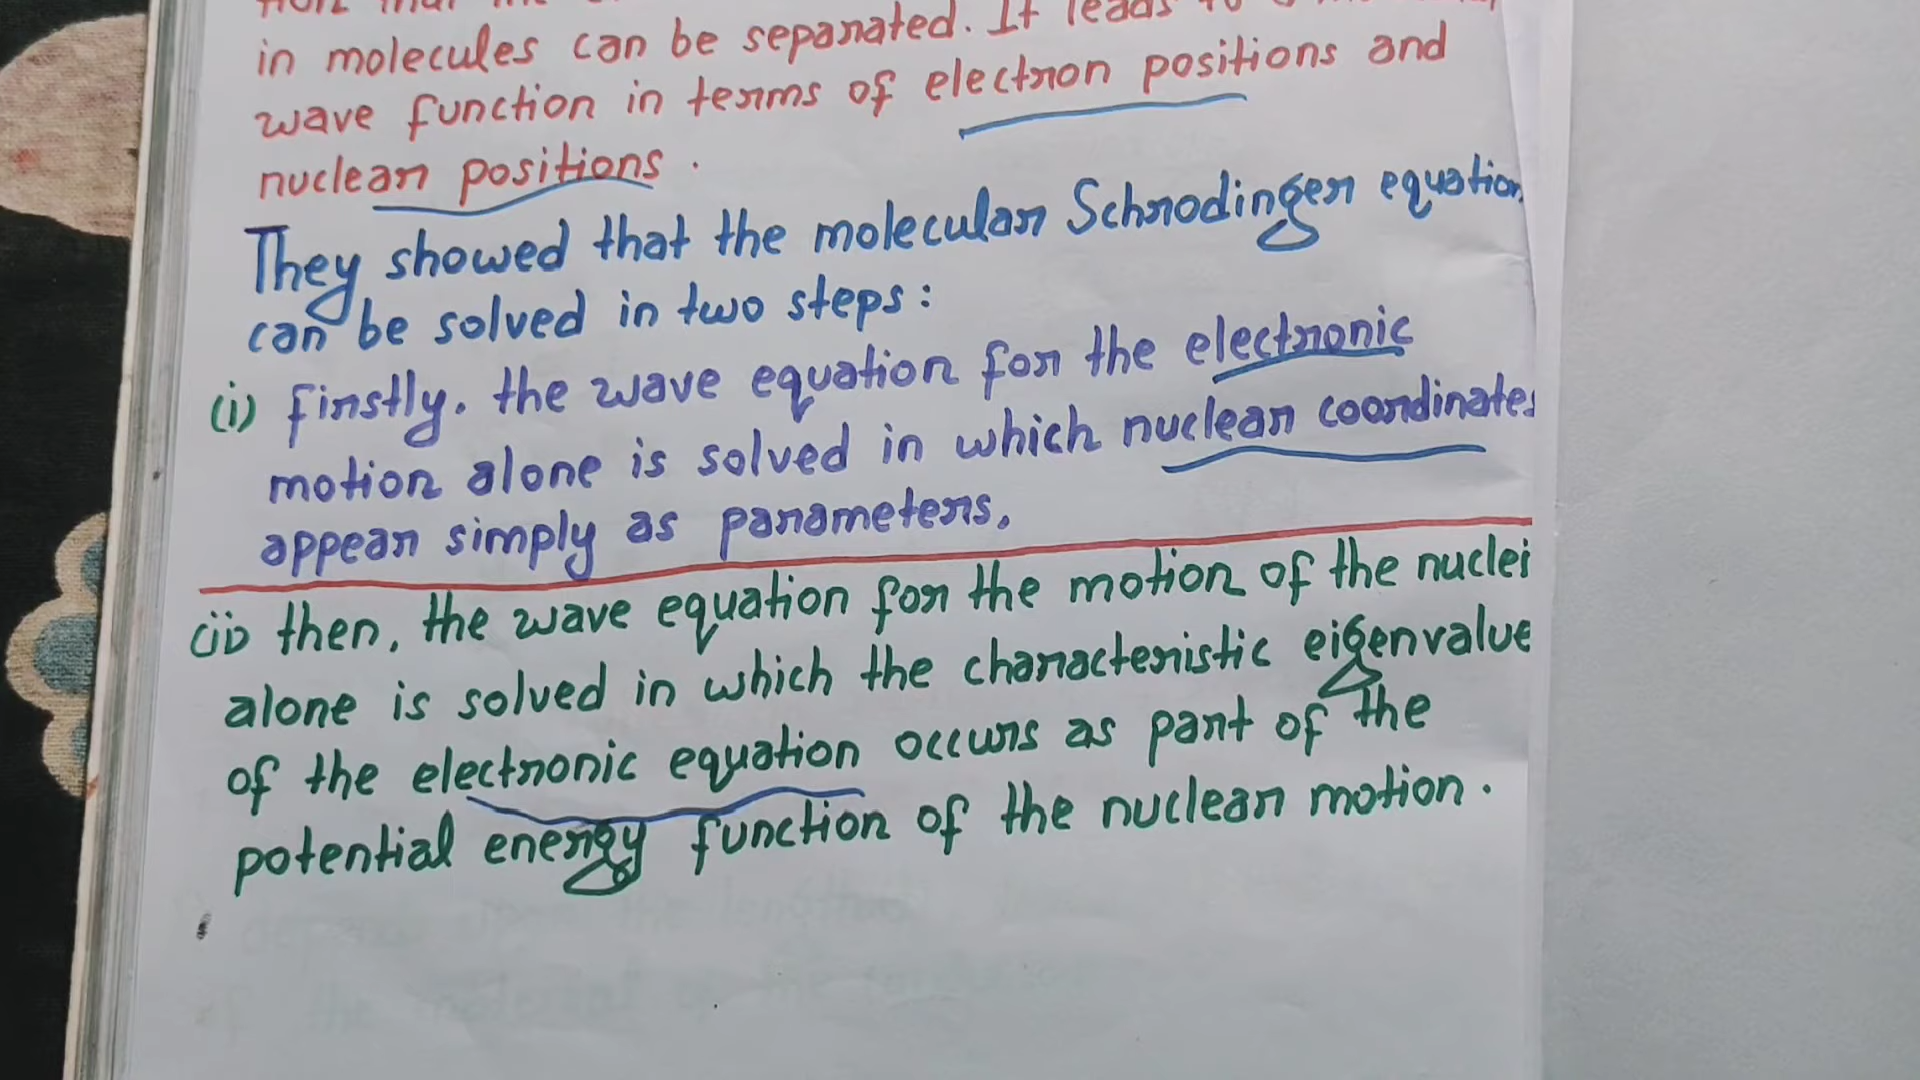 that the
in molecules can be separated. It leads to
wave function in terms of electron positions and
nuclear positions.
They showed that the molecular Schrodinger equation
can be solved in two steps:
(i) firstly, the wave equation for the electronic
motion alone is solved in which nuclear coordinates
appear simply as parameters.
(ii) then, the wave equation for the motion of the nuclei
alone is solved in which the characteristic eigenvalue
of the electronic equation occurs as part of the
potential energy function of the nuclear motion.